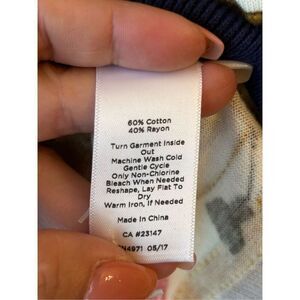 60% Cotton
40% Rayon
Turn Garment Inside
Out
Machine Wash Cold
Gentle Cycle
Only Non-Chlorine
Bleach When Needed
Reshape, Lay Flat To
Dry
Warm Iron, If Needed
Made In China
CA #23147
05/17